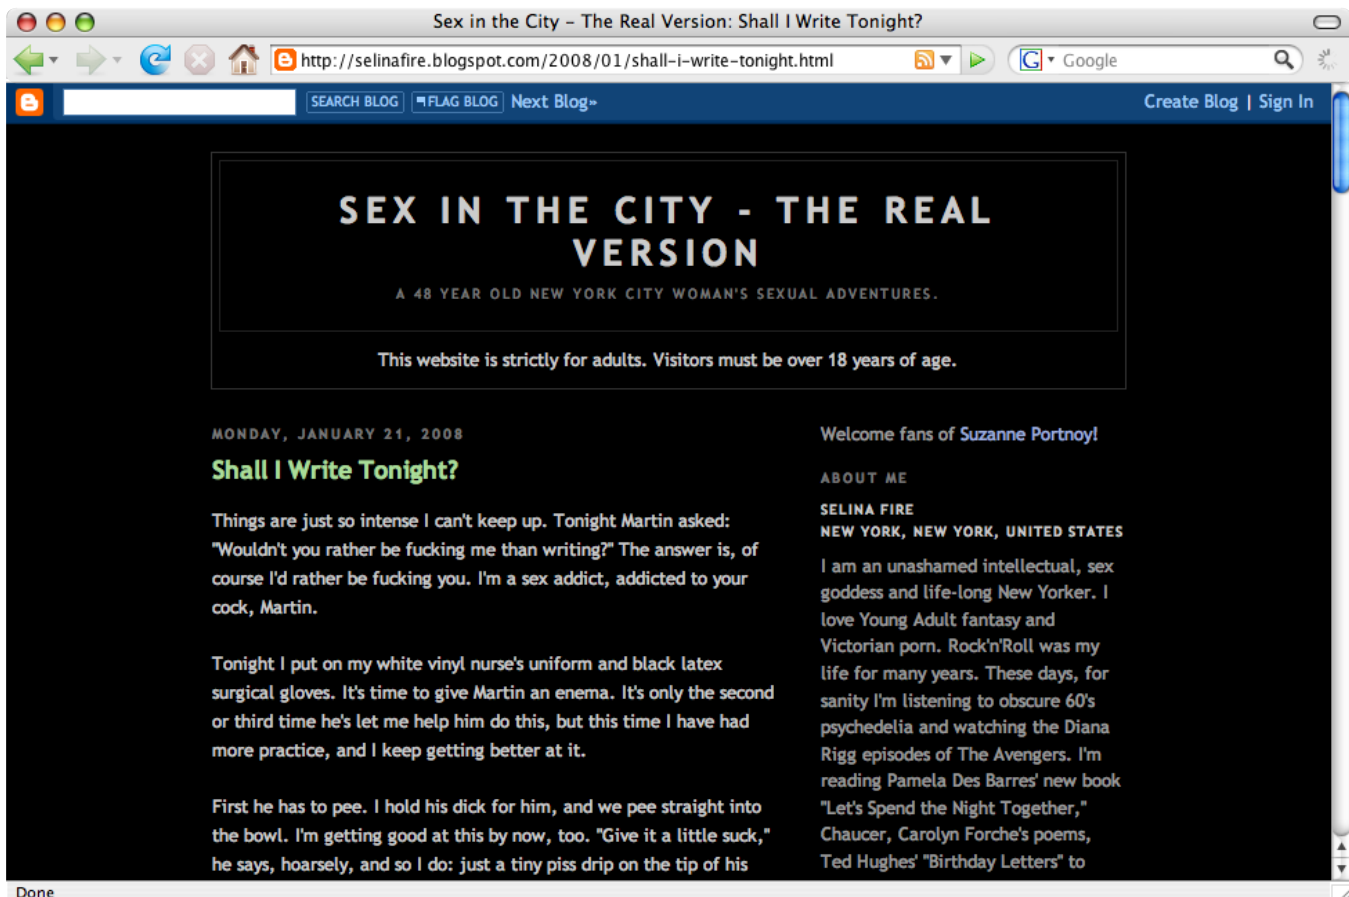 Sex in the City – The Real Version: Shall I Write Tonight?
http://selinafire.blogspot.com/2008/01/shall-i-write-tonight.html
Google
SEARCH BLOG FLAG BLOG Next Blog»
Create Blog | Sign In
SEX IN THE CITY - THE REAL
VERSION
A 48 YEAR OLD NEW YORK CITY WOMAN'S SEXUAL ADVENTURES.
This website is strictly for adults. Visitors must be over 18 years of age.
MONDAY, JANUARY 21, 2008
Shall I Write Tonight?
Things are just so intense I can't keep up. Tonight Martin asked:
"Wouldn't you rather be fucking me than writing?" The answer is, of
course I'd rather be fucking you. I'm a sex addict, addicted to your
cock, Martin.
Tonight I put on my white vinyl nurse's uniform and black latex
surgical gloves. It's time to give Martin an enema. It's only the second
or third time he's let me help him do this, but this time I have had
more practice, and I keep getting better at it.
First he has to pee. I hold his dick for him, and we pee straight into
the bowl. I'm getting good at this by now, too. "Give it a little suck,"
he says, hoarsely, and so I do: just a tiny piss drip on the tip of his
Welcome fans of Suzanne Portnoy!
ABOUT ME
SELINA FIRE
NEW YORK, NEW YORK, UNITED STATES
I am an unashamed intellectual, sex
goddess and life-long New Yorker. I
love Young Adult fantasy and
Victorian porn. Rock'n'Roll was my
life for many years. These days, for
sanity I'm listening to obscure 60's
psychedelia and watching the Diana
Rigg episodes of The Avengers. I'm
reading Pamela Des Barres' new book
"Let's Spend the Night Together,"
Chaucer, Carolyn Forche's poems,
Ted Hughes' "Birthday Letters" to
Done